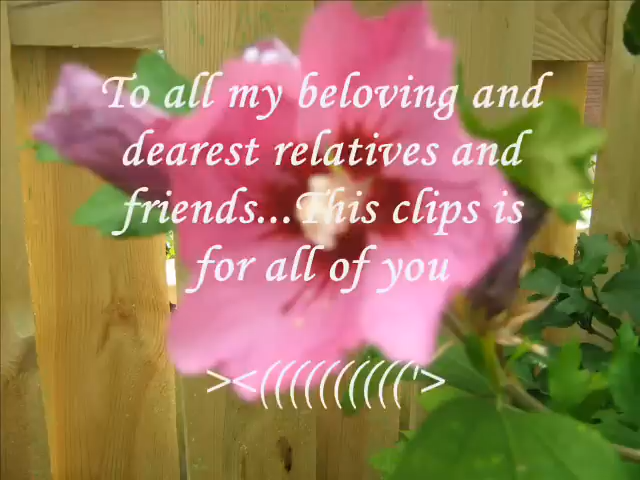 To all my beloving and
dearest relatives and
friends...This clips is
for all of you
><(((((((((('>